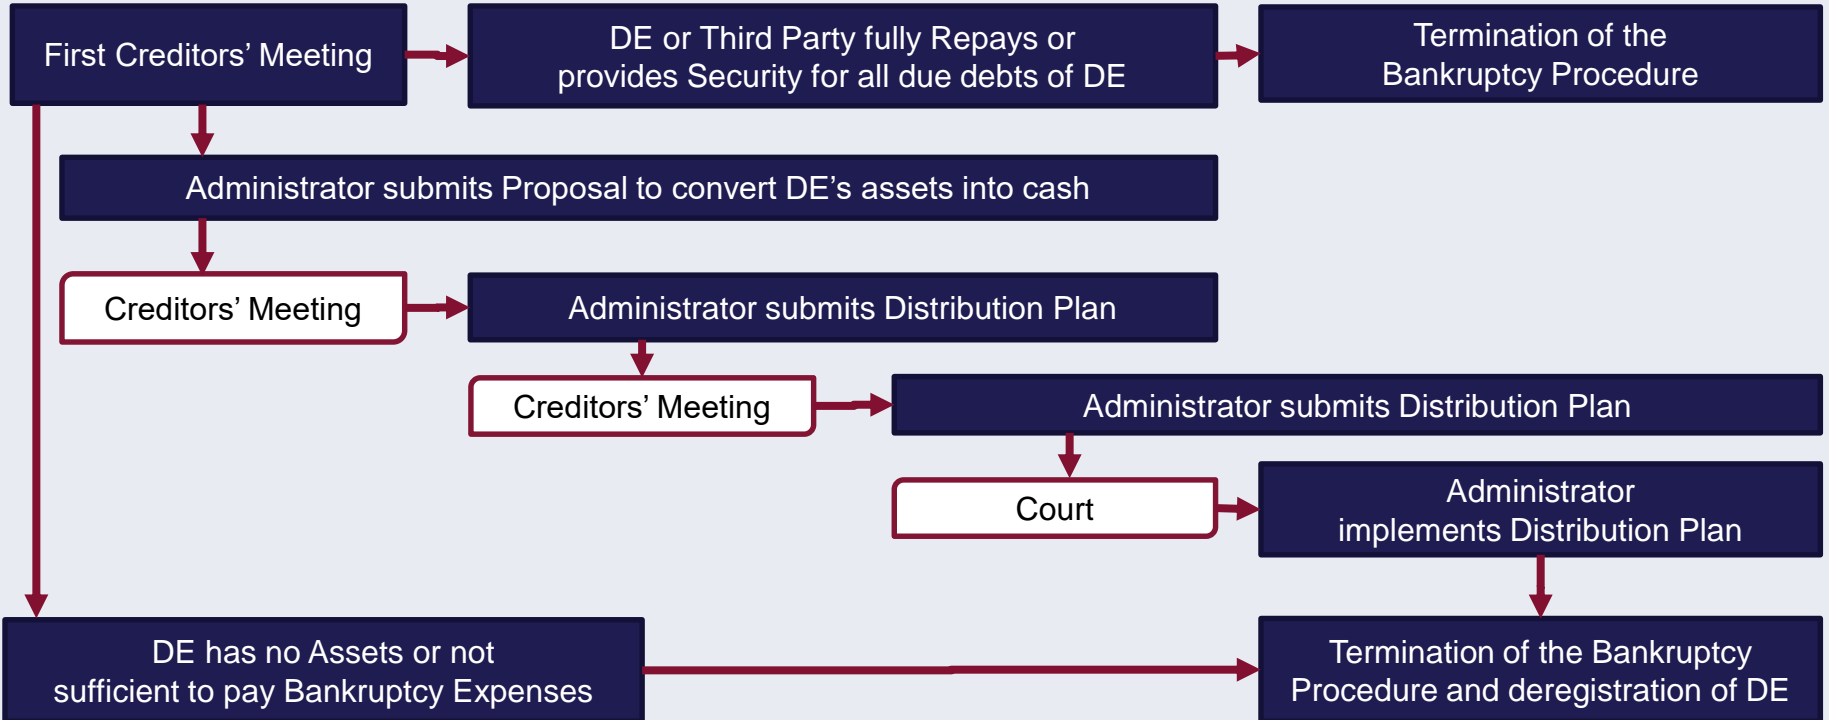 First Creditors’ Meeting
DE or Third Party fully Repays or
provides Security for all due debts of DE
Termination of the
Bankruptcy Procedure
Administrator submits Proposal to convert DE’s assets into cash
Creditors’ Meeting
Administrator submits Distribution Plan
Creditors’ Meeting
Administrator submits Distribution Plan
Court
Administrator
implements Distribution Plan
DE has no Assets or not
sufficient to pay Bankruptcy Expenses
Termination of the Bankruptcy
Procedure and deregistration of DE